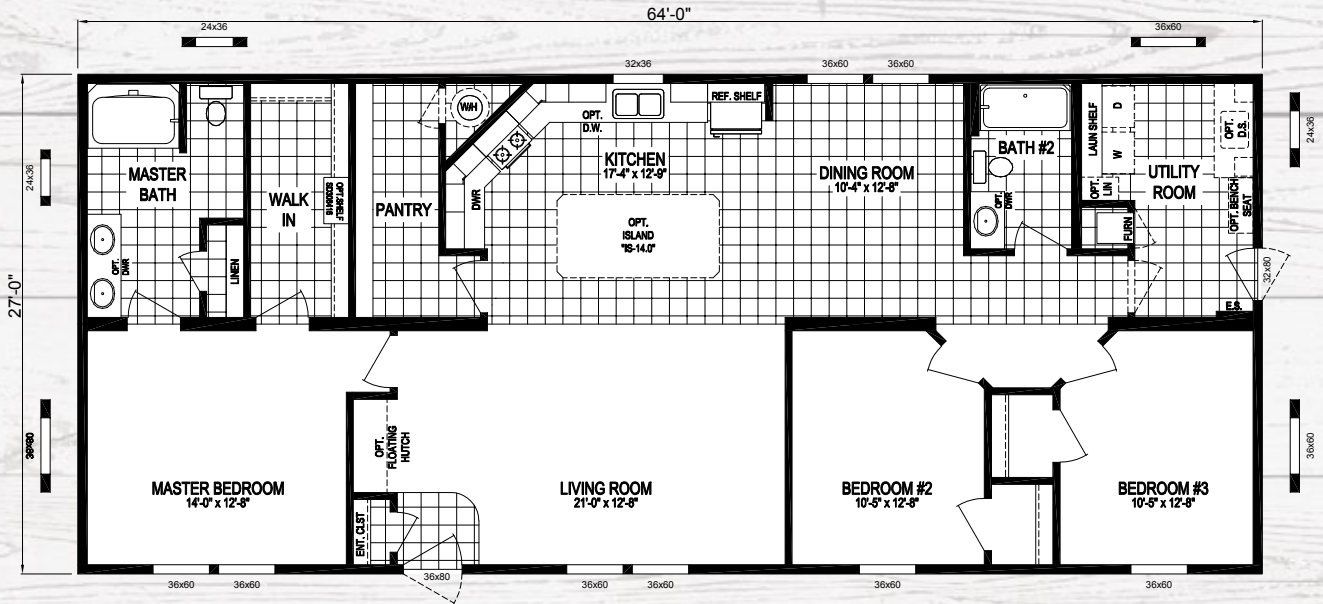 64'-0"
24x36
36x60
32x36
36x60
36x60
27'-0"
24x36
24x36
36x60
MASTER
BATH
OPT.
DWR
LINEN
WALK
IN
OPT.SHELF
PANTRY
W/H
OPT.
D.W.
REF. SHELF
KITCHEN
17'-4" x 12'-9"
DWR
OPT.
ISLAND
"IS-14.0"
DINING ROOM
10'-4" x 12'-8"
BATH #2
OPT.
DWR
LAUN SHELF
D
W
OPT.
LIN
FURN
UTILITY
ROOM
OPT.
D.S.
OPT. BENCH
SEAT
32x80
E.S
MASTER BEDROOM
14'-0" x 12'-8"
OPT.
FLOATING
HUTCH
ENT. CLST
LIVING ROOM
21'-0" x 12'-8"
BEDROOM #2
10'-5" x 12'-8"
BEDROOM #3
10'-5" x 12'-8"
36x60
36x60
36x60
36x80
36x60
36x60
36x60
36x60